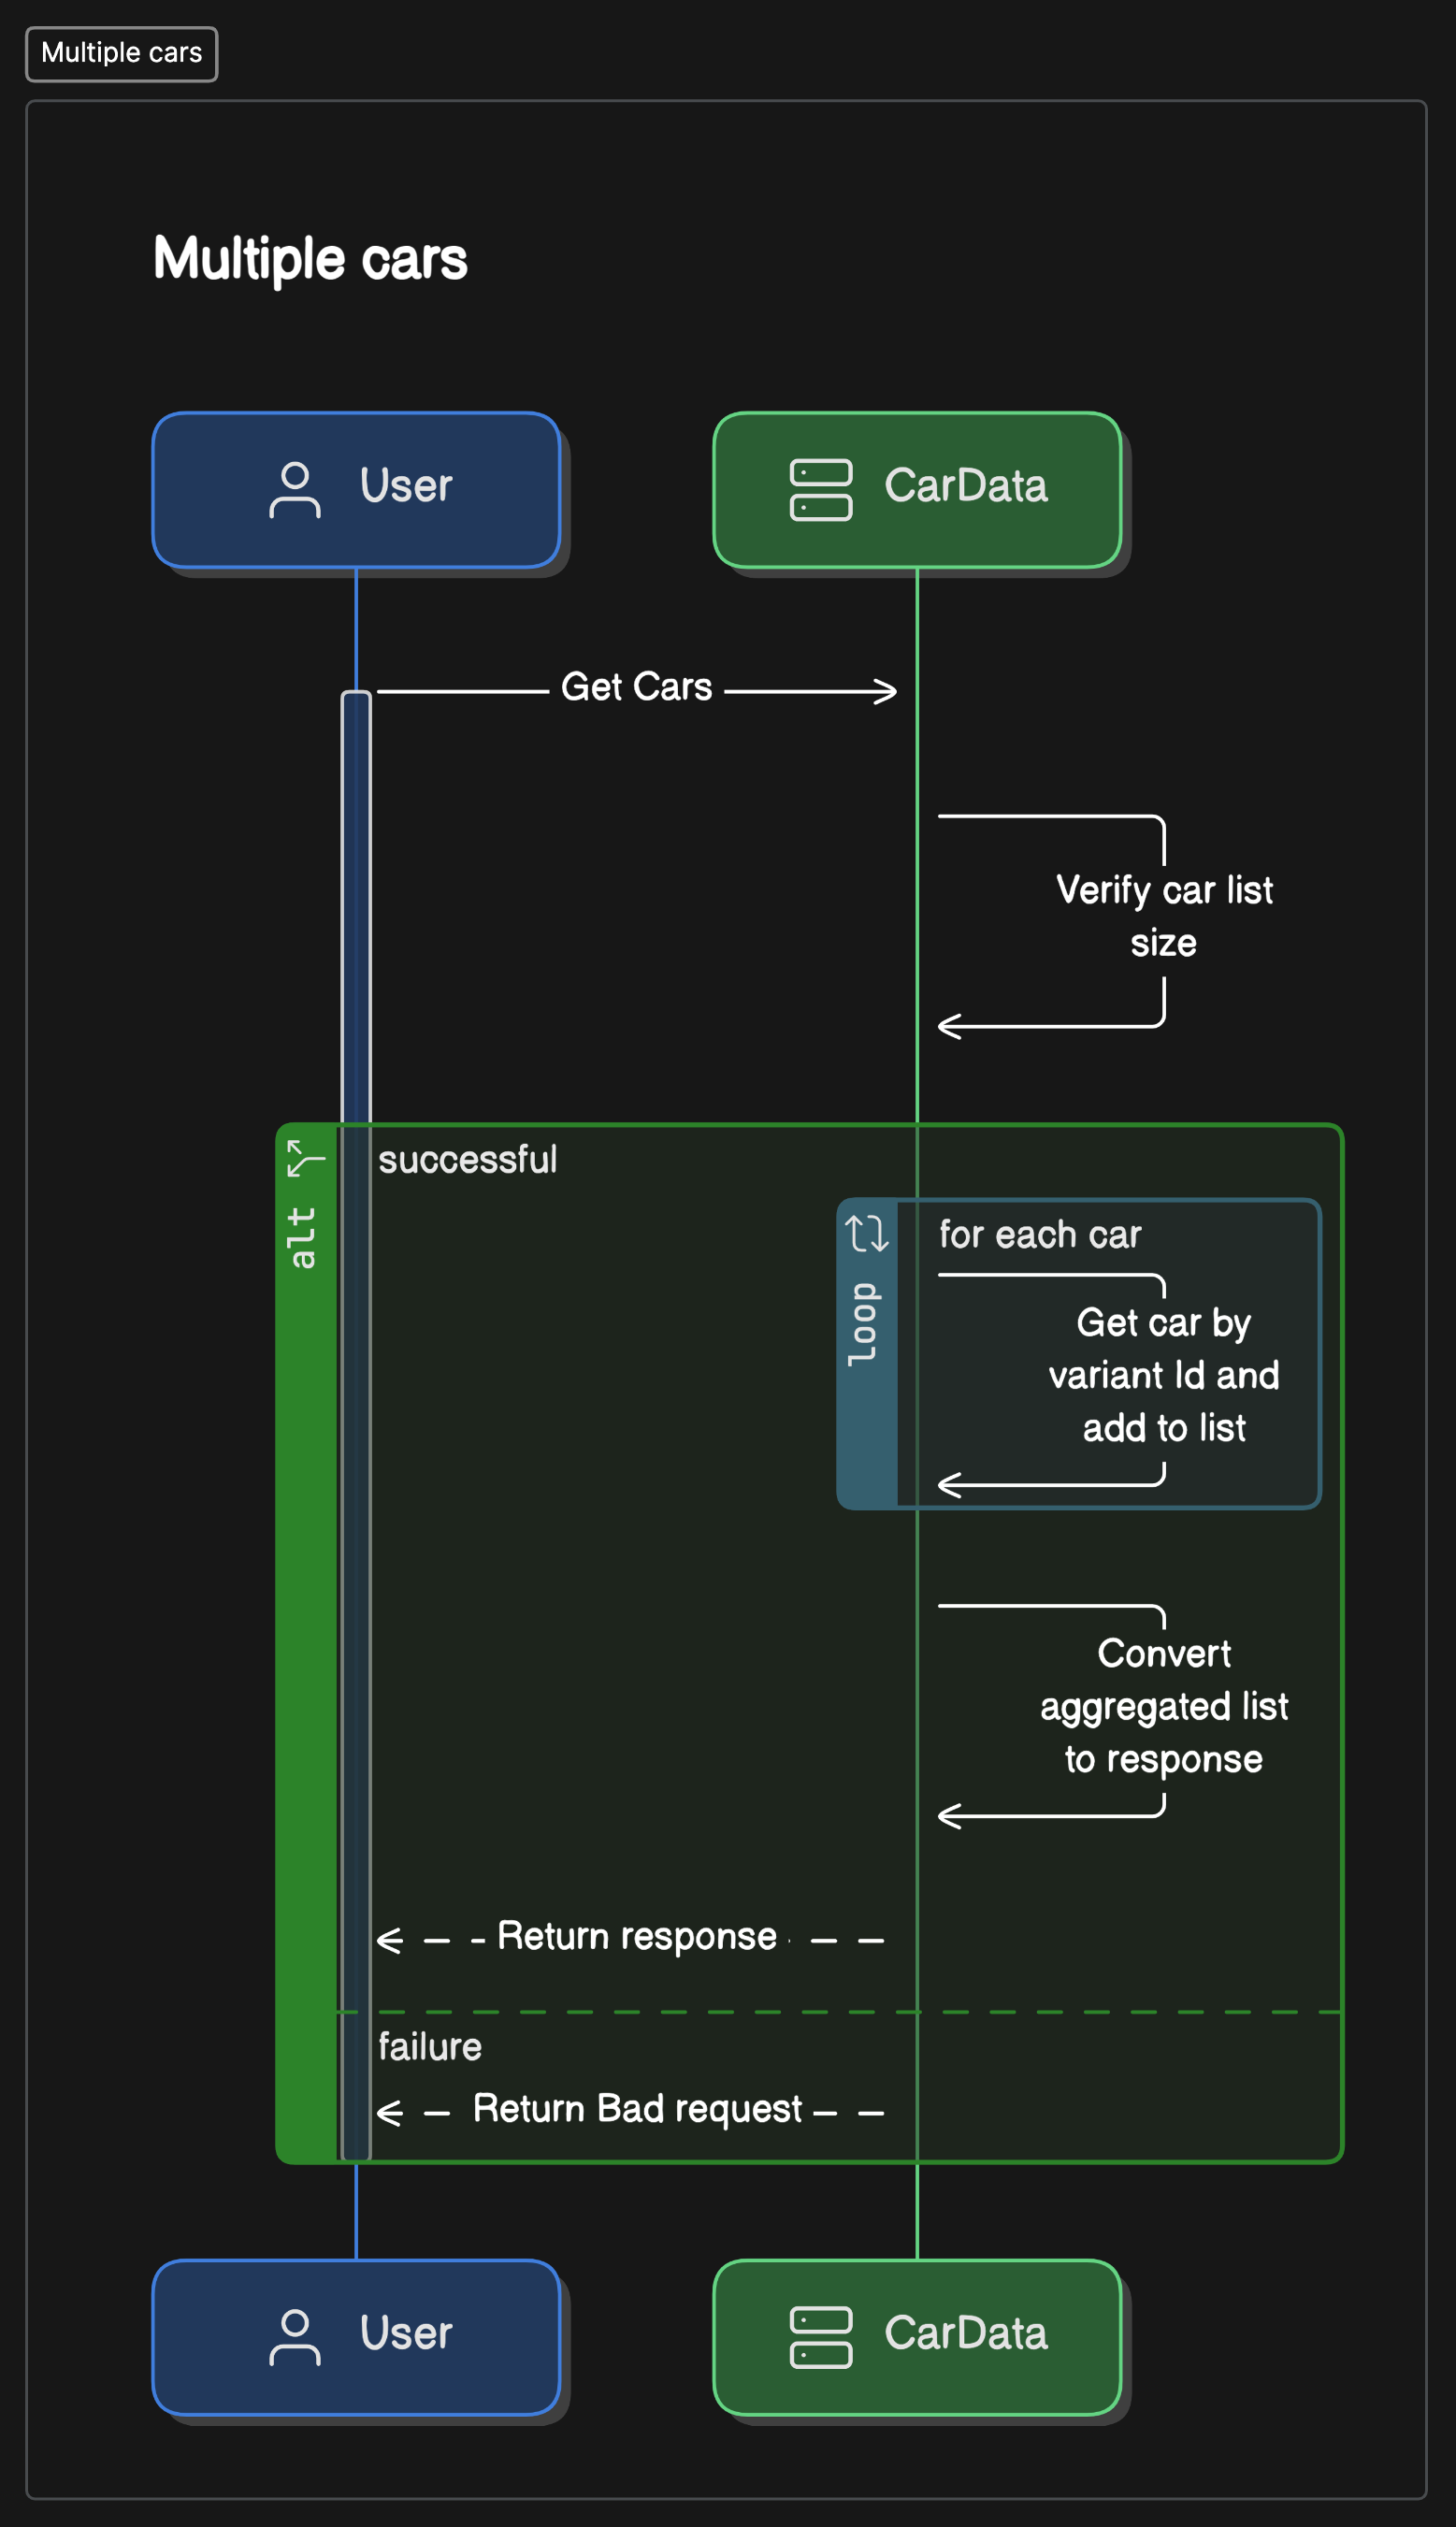 Multiple cars
Multiple cars
User
CarData
Get Cars
Verify car list
size
alt
successful
loop
for each car
Get car by
variant Id and
add to list
Convert
aggregated list
to response
Return response
failure
Return Bad request
User
CarData